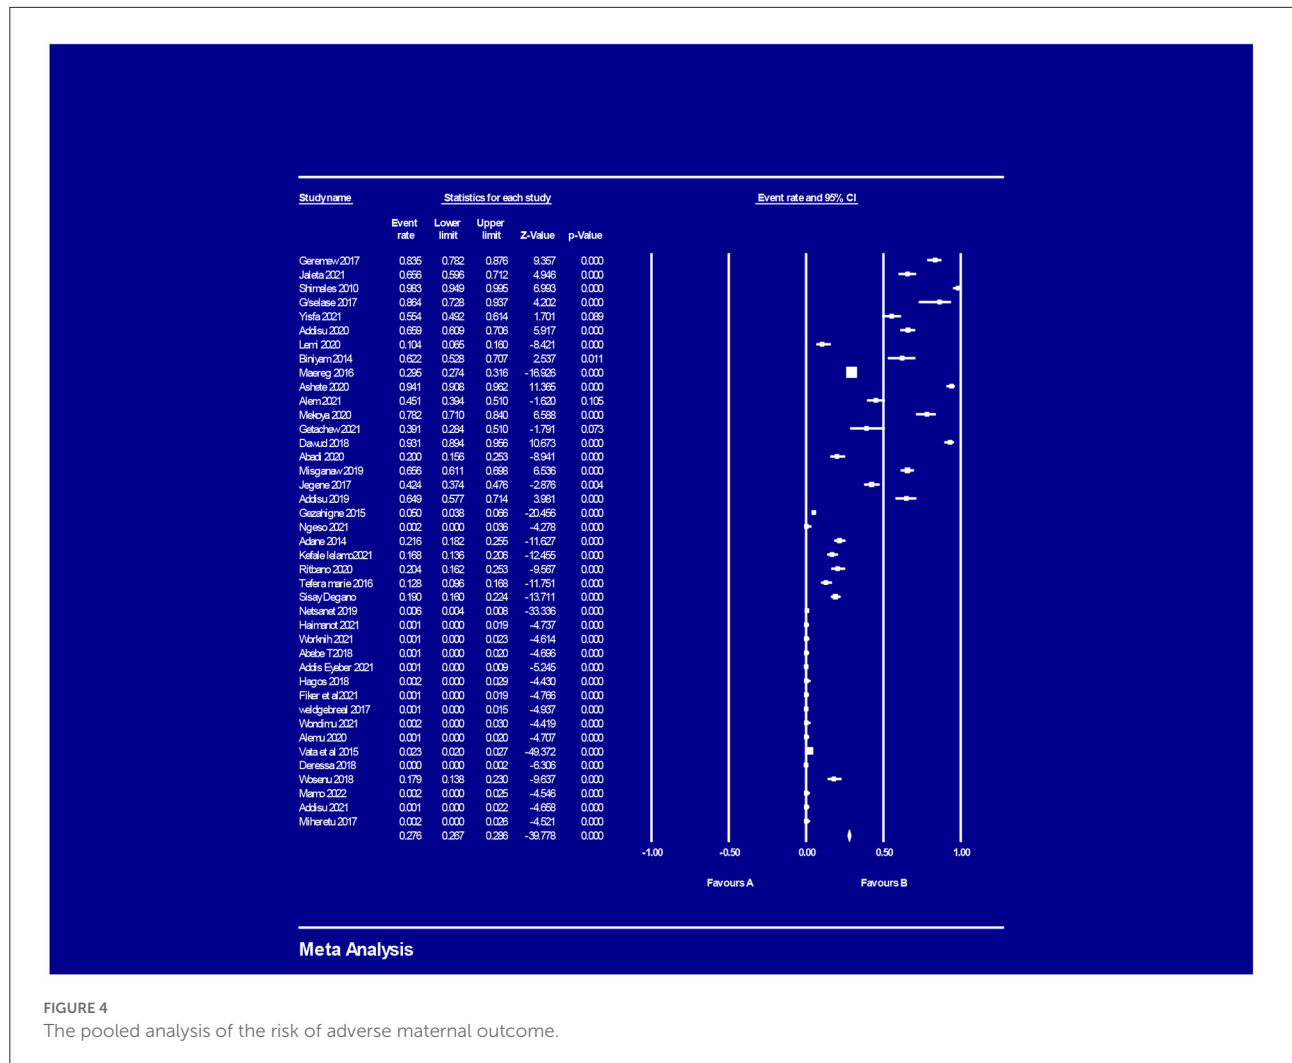 Study name Statistics for each study Event rate and 95% CI
Event Lower Upper
rate limit limit Z-Value p-Value
Geremew 2017 0.835 0.782 0.876 9.357 0.000
Jaleta 2021 0.656 0.596 0.712 4.946 0.000
Shimeles 2010 0.983 0.949 0.995 6.993 0.000
G'selase 2017 0.864 0.728 0.937 4.202 0.000
Yisfa 2021 0.554 0.492 0.614 1.701 0.089
Addisu 2020 0.659 0.609 0.706 5.917 0.000
Lemi 2020 0.104 0.065 0.160 -8.421 0.000
Biniyam 2014 0.622 0.528 0.707 2.537 0.011
Maereg 2016 0.295 0.274 0.316 -16.926 0.000
Ashete 2020 0.941 0.908 0.962 11.365 0.000
Alem 2021 0.451 0.394 0.510 -1.620 0.105
Mekoya 2020 0.782 0.710 0.840 6.588 0.000
Getachew 2021 0.391 0.284 0.510 -1.791 0.073
Dawud 2018 0.931 0.894 0.956 10.673 0.000
Abadi 2020 0.200 0.156 0.253 -8.941 0.000
Misganaw 2019 0.656 0.611 0.698 6.536 0.000
Jegene 2017 0.424 0.374 0.476 -2.876 0.004
Addisu 2019 0.649 0.577 0.714 3.981 0.000
Gezahigne 2015 0.050 0.038 0.066 -20.456 0.000
Ngeso 2021 0.002 0.000 0.036 -4.278 0.000
Adane 2014 0.216 0.182 0.255 -11.627 0.000
Kefale lelamo2021 0.168 0.136 0.206 -12.455 0.000
Ritbano 2020 0.204 0.162 0.253 -9.567 0.000
Tefera marie 2016 0.128 0.096 0.168 -11.751 0.000
Sisay Degano 0.190 0.160 0.224 -13.711 0.000
Netsanet 2019 0.006 0.004 0.008 -33.336 0.000
Haimanot 2021 0.001 0.000 0.019 -4.737 0.000
Worknih 2021 0.001 0.000 0.023 -4.614 0.000
Abebe T2018 0.001 0.000 0.020 -4.696 0.000
Addis Eyeber 2021 0.001 0.000 0.009 -5.245 0.000
Hagos 2018 0.002 0.000 0.029 -4.430 0.000
Fiker et al2021 0.001 0.000 0.019 -4.766 0.000
weldgebreal 2017 0.001 0.000 0.015 -4.937 0.000
Wondimu 2021 0.002 0.000 0.030 -4.419 0.000
Alemu 2020 0.001 0.000 0.020 -4.707 0.000
Vata et al 2015 0.023 0.020 0.027 -49.372 0.000
Deressa 2018 0.000 0.000 0.002 -6.306 0.000
Wosenu 2018 0.179 0.138 0.230 -9.637 0.000
Mamo 2022 0.002 0.000 0.025 -4.546 0.000
Addisu 2021 0.001 0.000 0.022 -4.658 0.000
Miheretu 2017 0.002 0.000 0.026 -4.521 0.000
0.276 0.267 0.286 -39.778 0.000
-1.00 -0.50 0.00 0.50 1.00
Favours A Favours B
Meta Analysis
FIGURE 4
The pooled analysis of the risk of adverse maternal outcome.